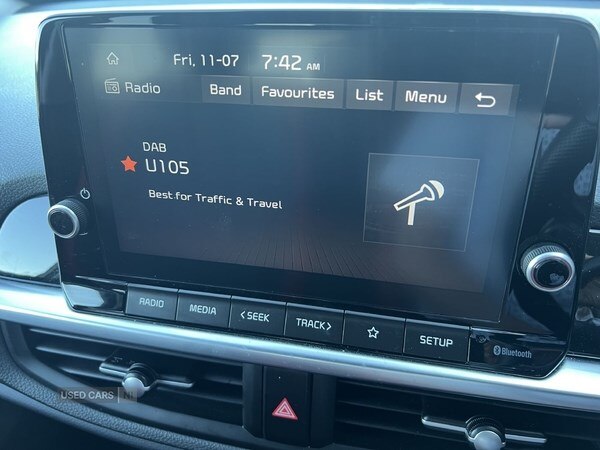 Fri, 11-07 7:42 AM
Radio Band Favourites List Menu
DAB
U105
Best for Traffic & Travel
RADIO MEDIA <SEEK TRACK> SETUP
Bluetooth
USED CARS NI